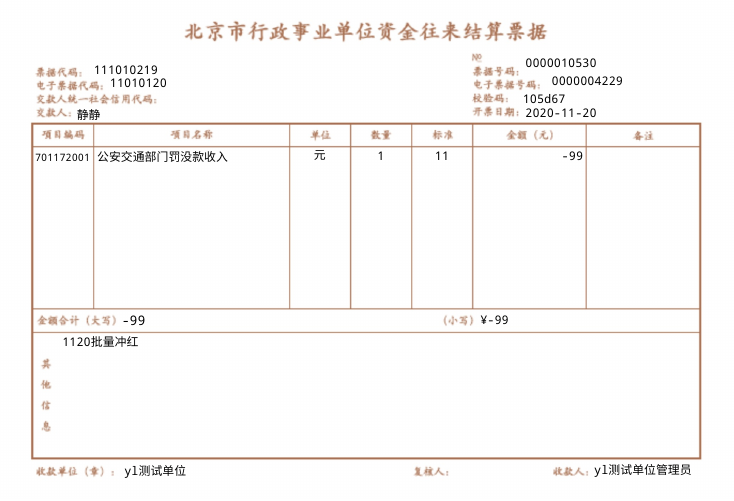 北京市行政事业单位资金往来结算票据
№
票据代码：111010219 票据号码：0000010530
电子票据代码：11010120 电子票据号码：0000004229
交款人统一社会信用代码： 校验码：105d67
交款人：静静 开票日期：2020-11-20
项目编码 项目名称 单位 数量 标准 金额（元） 备注
701172001 公安交通部门罚没款收入 元 1 11 -99
金额合计（大写）-99 （小写）¥-99
1120批量冲红
其
他
信
息
收款单位（章）：yl测试单位 复核人： 收款人：yl测试单位管理员